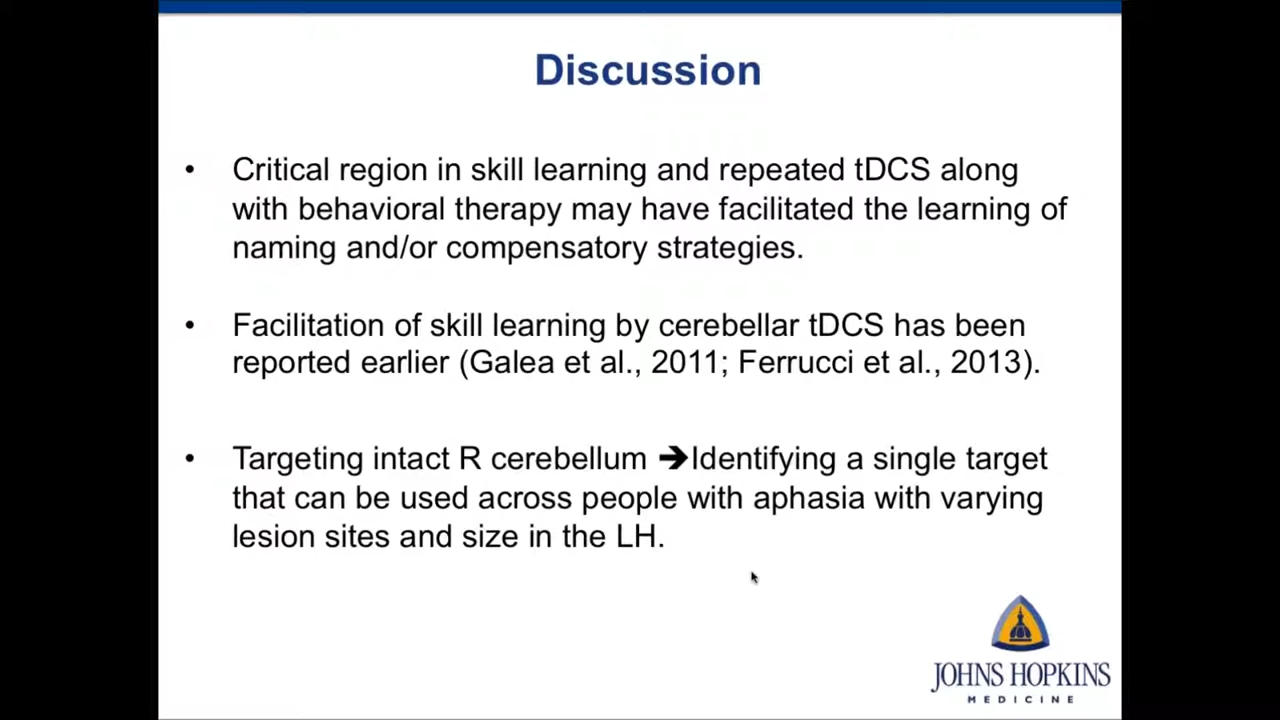 Discussion
• Critical region in skill learning and repeated tDCS along
with behavioral therapy may have facilitated the learning of
naming and/or compensatory strategies.
• Facilitation of skill learning by cerebellar tDCS has been
reported earlier (Galea et al., 2011; Ferrucci et al., 2013).
• Targeting intact R cerebellum ➔Identifying a single target
that can be used across people with aphasia with varying
lesion sites and size in the LH.
JOHNS HOPKINS
MEDICINE